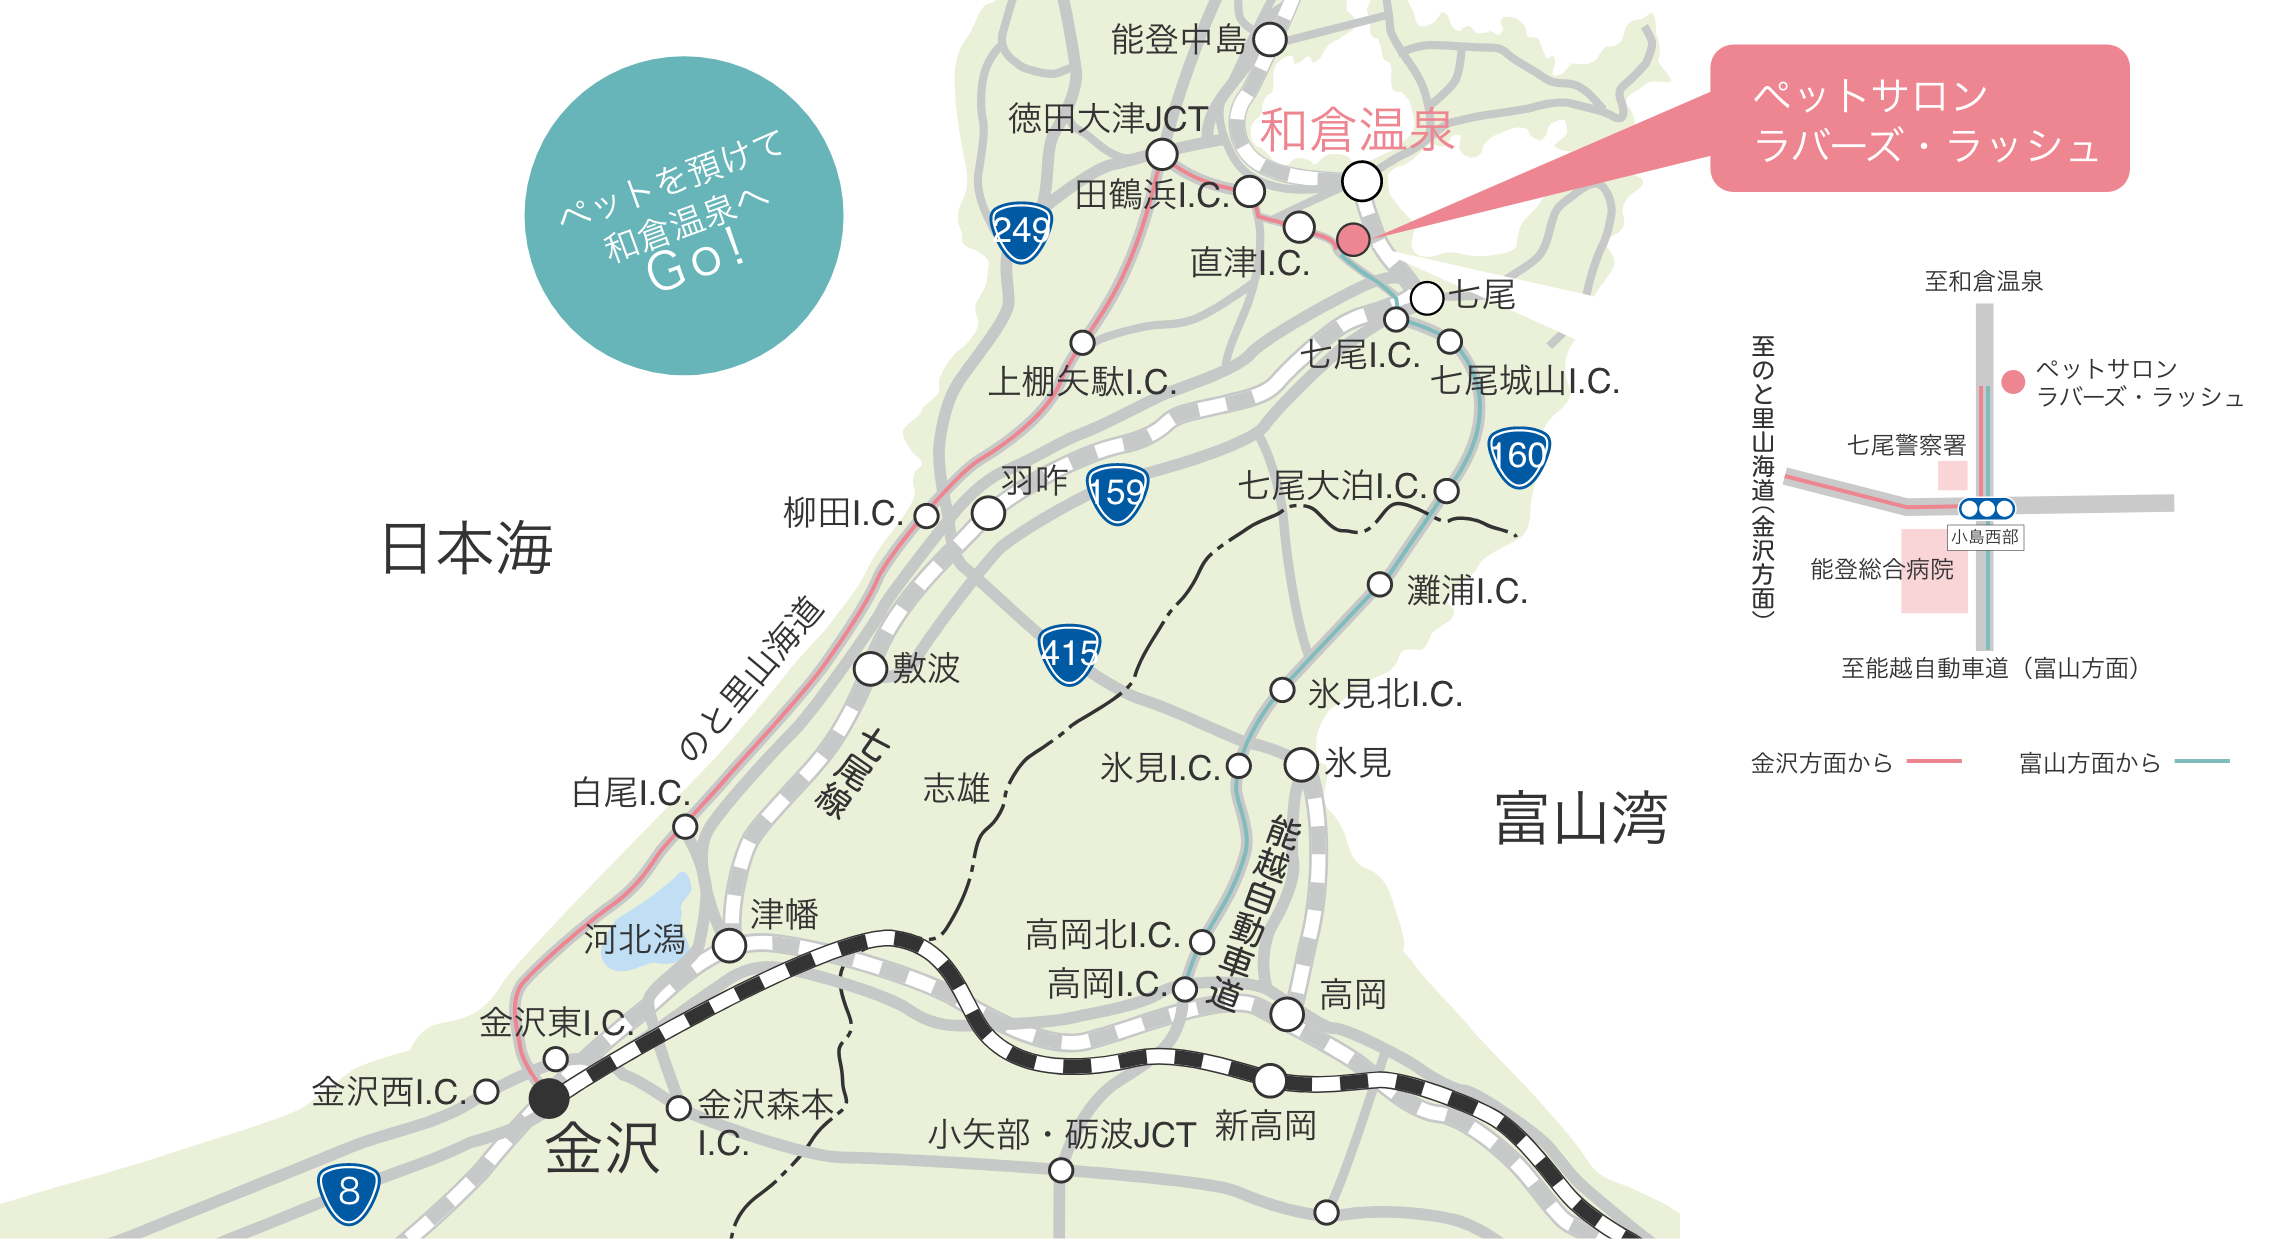 ペットを預けて
和倉温泉へ
Go!
能登中島
徳田大津JCT
和倉温泉
ペットサロン
ラバーズ・ラッシュ
田鶴浜I.C.
249
直津I.C.
七尾
上棚矢駄I.C.
七尾I.C.
七尾城山I.C.
160
羽咋
159
七尾大泊I.C.
柳田I.C.
日本海
灘浦I.C.
のと里山海道
415
敷波
氷見北I.C.
七尾線
志雄
氷見I.C.
氷見
白尾I.C.
富山湾
能越自動車道
津幡
河北潟
高岡北I.C.
高岡I.C.
高岡
金沢東I.C.
金沢西I.C.
金沢
金沢森本
I.C.
小矢部・砺波JCT
新高岡
8
至和倉温泉
至のと里山海道（金沢方面）
ペットサロン
ラバーズ・ラッシュ
七尾警察署
小島西部
能登総合病院
至能越自動車道（富山方面）
金沢方面から
富山方面から